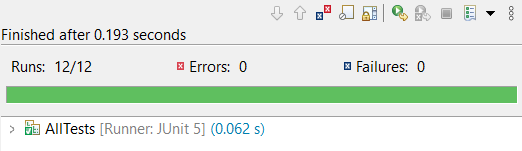 Finished after 0.193 seconds
Runs: 12/12 Errors: 0 Failures: 0
AllTests [Runner: JUnit 5] (0.062 s)